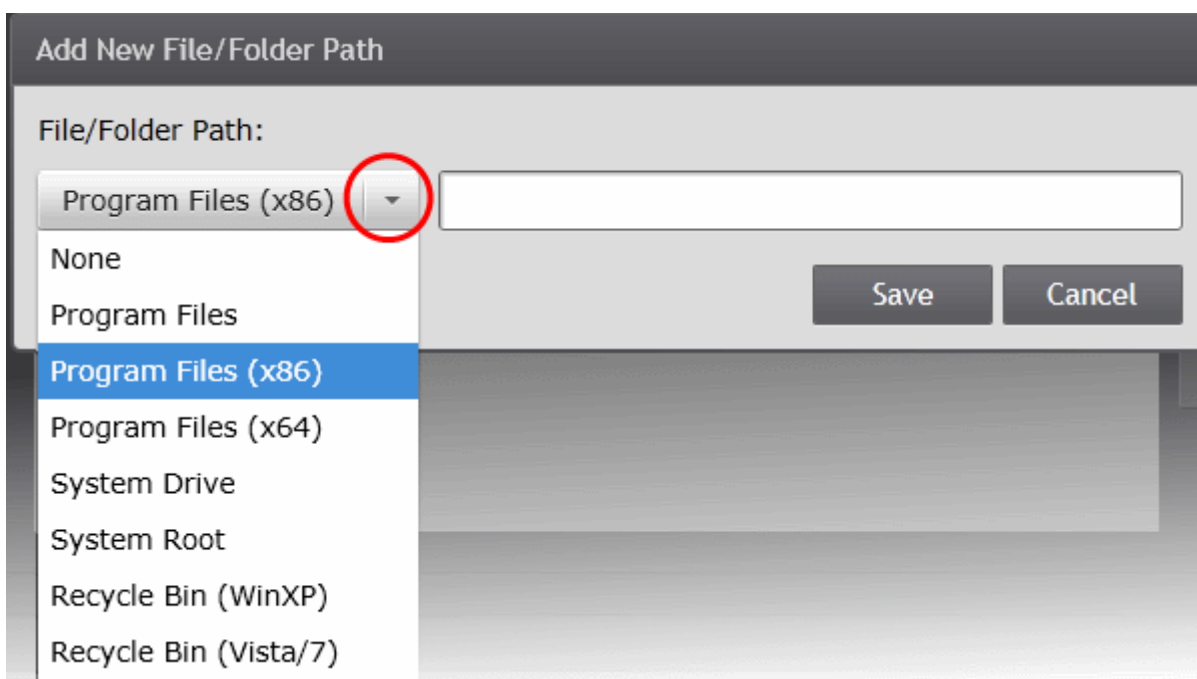 Add New File/Folder Path
File/Folder Path:
Program Files (x86)
None
Program Files
Save Cancel
Program Files (x86)
Program Files (x64)
System Drive
System Root
Recycle Bin (WinXP)
Recycle Bin (Vista/7)